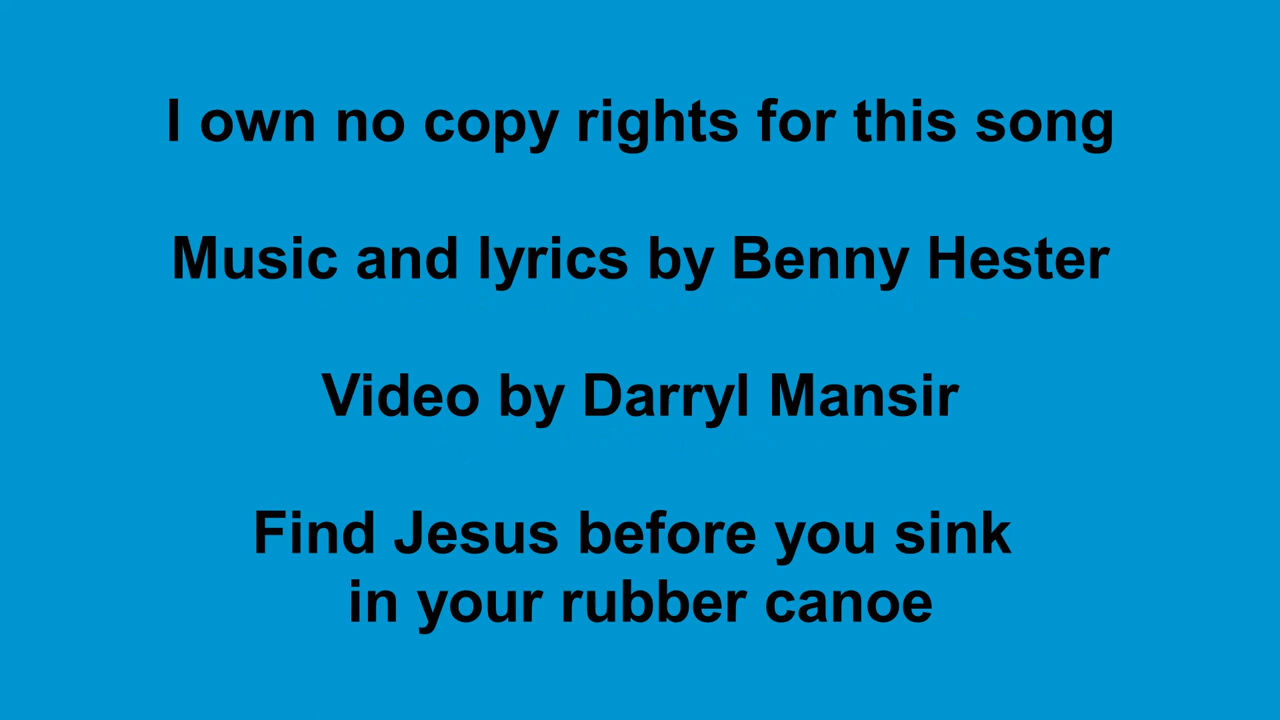 I own no copy rights for this song
Music and lyrics by Benny Hester
Video by Darryl Mansir
Find Jesus before you sink
in your rubber canoe